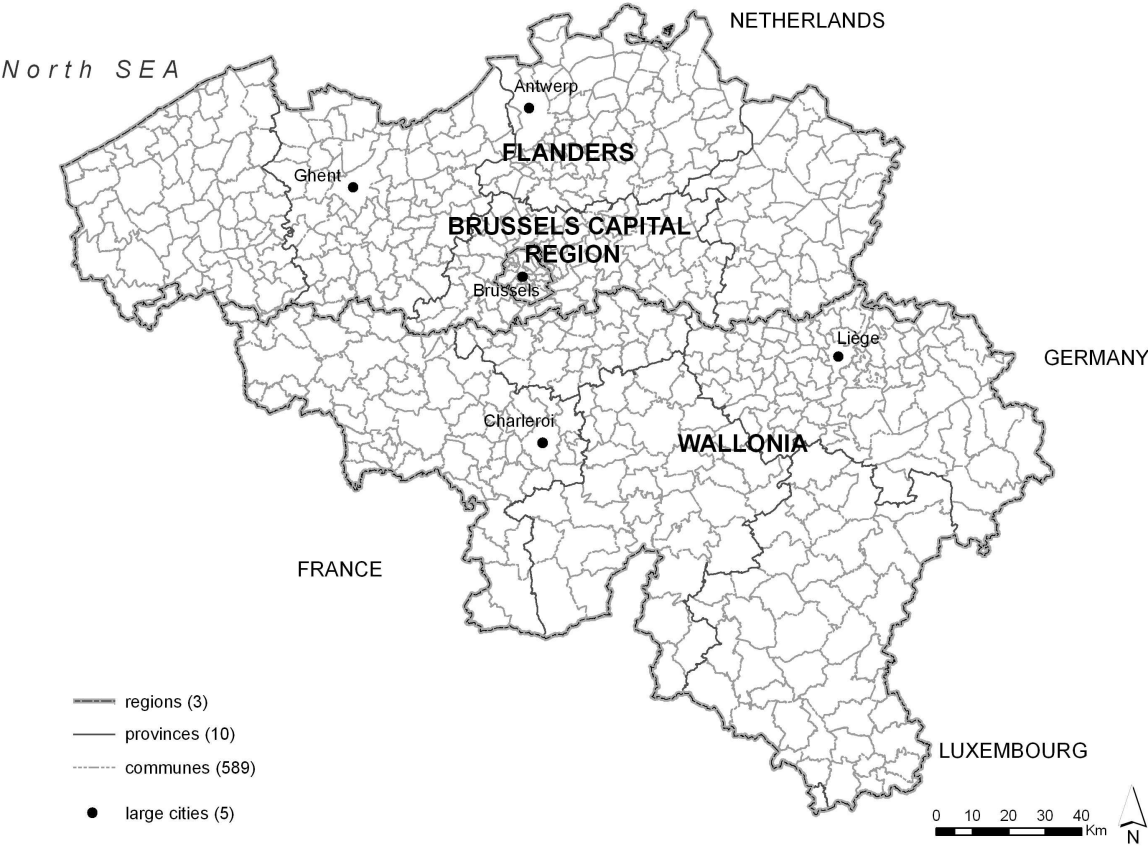 NETHERLANDS
North SEA
Antwerp
FLANDERS
Ghent
BRUSSELS CAPITAL
REGION
Brussels
Liège
GERMANY
Charleroi
WALLONIA
FRANCE
regions (3)
provinces (10)
LUXEMBOURG
communes (589)
large cities (5)
0 10 20 30 40
Km
N